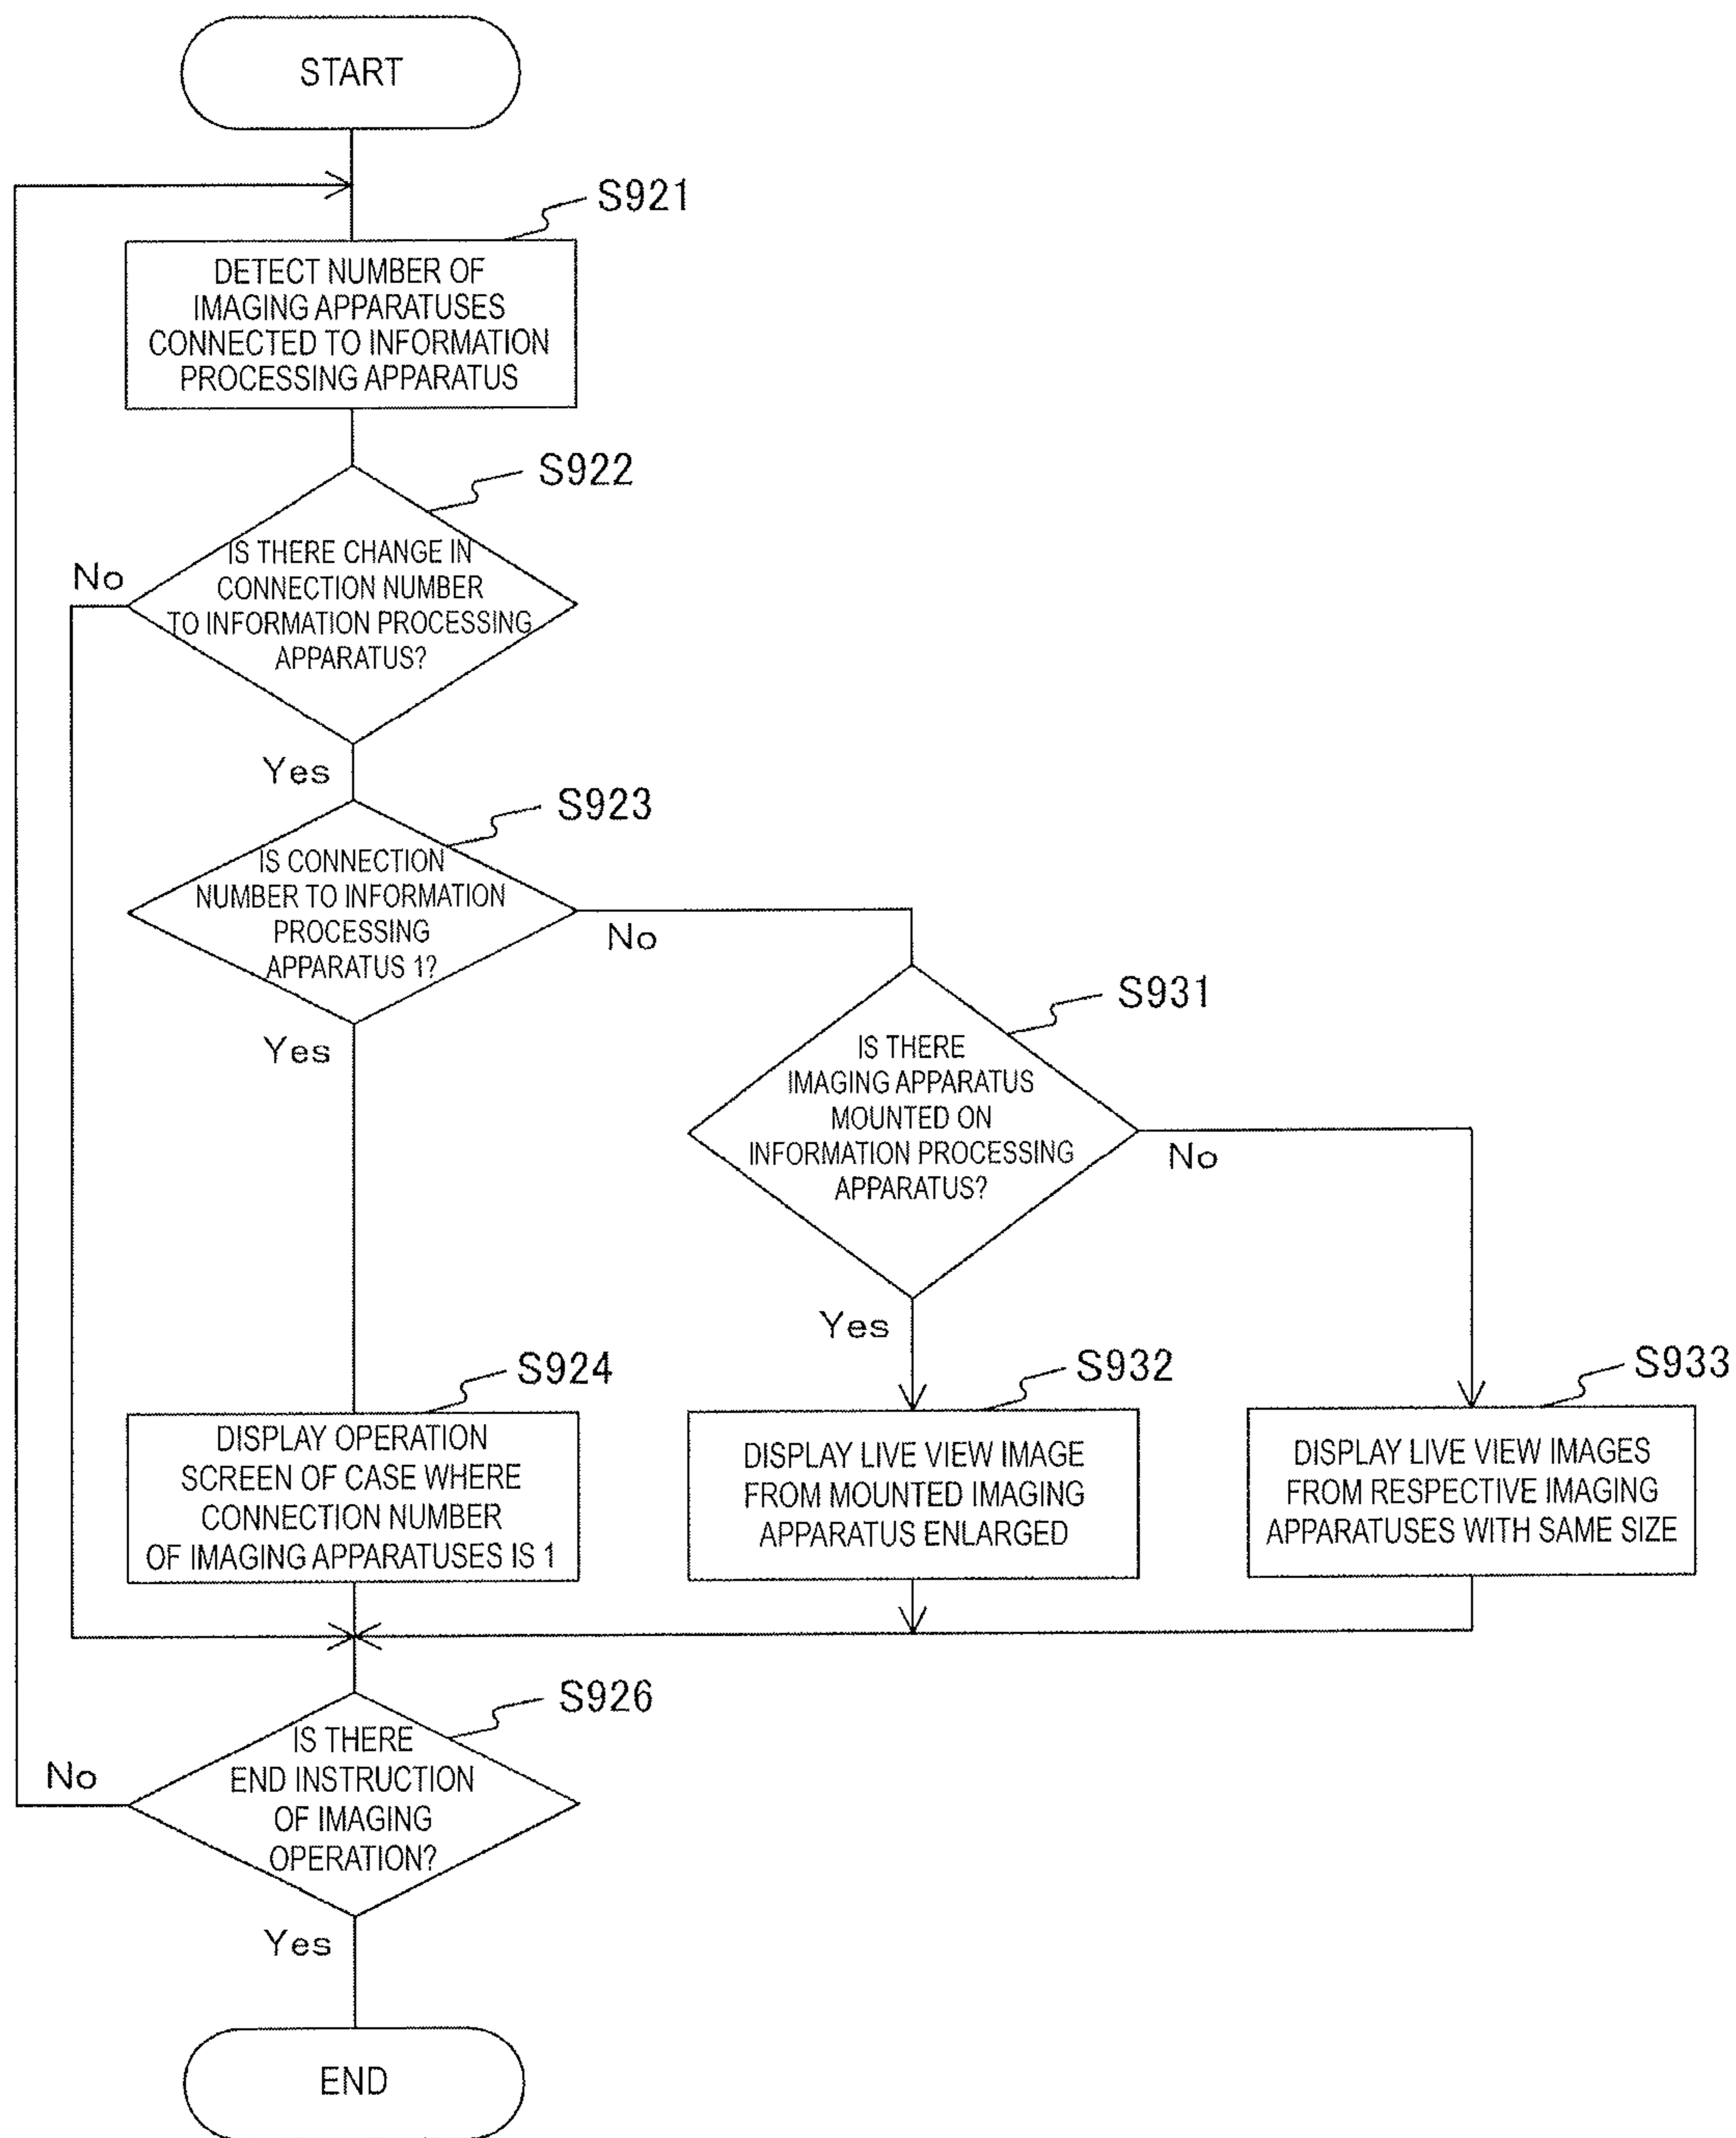 START
S921
DETECT NUMBER OF
IMAGING APPARATUSES
CONNECTED TO INFORMATION
PROCESSING APPARATUS
S922
IS THERE CHANGE IN
CONNECTION NUMBER
TO INFORMATION PROCESSING
APPARATUS?
No
Yes
S923
IS CONNECTION
NUMBER TO INFORMATION
PROCESSING
APPARATUS 1?
No
Yes
S931
IS THERE
IMAGING APPARATUS
MOUNTED ON
INFORMATION PROCESSING
APPARATUS?
No
Yes
S924
DISPLAY OPERATION
SCREEN OF CASE WHERE
CONNECTION NUMBER
OF IMAGING APPARATUSES IS 1
S932
DISPLAY LIVE VIEW IMAGE
FROM MOUNTED IMAGING
APPARATUS ENLARGED
S933
DISPLAY LIVE VIEW IMAGES
FROM RESPECTIVE IMAGING
APPARATUSES WITH SAME SIZE
S926
IS THERE
END INSTRUCTION
OF IMAGING
OPERATION?
No
Yes
END